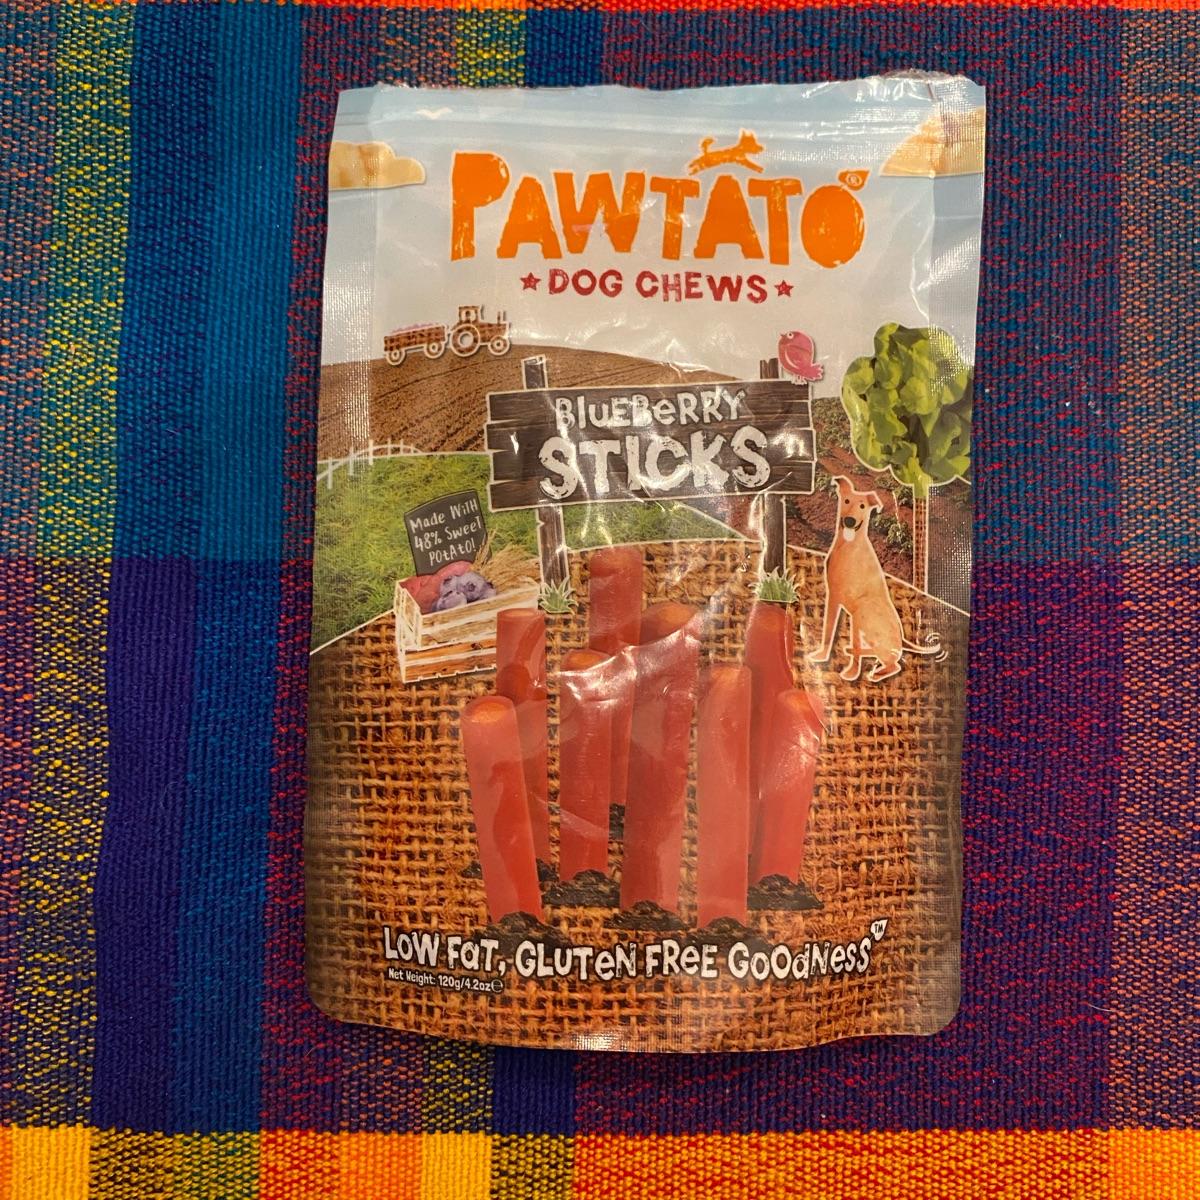 PAWTATO®
★ DOG CHEWS ★
BLUEBERRY
STICKS
Made With
48% Sweet
Potato!
LOW FAT, GLUTEN FREE GOODNESS™
Net Weight: 120g/4.2oz℮